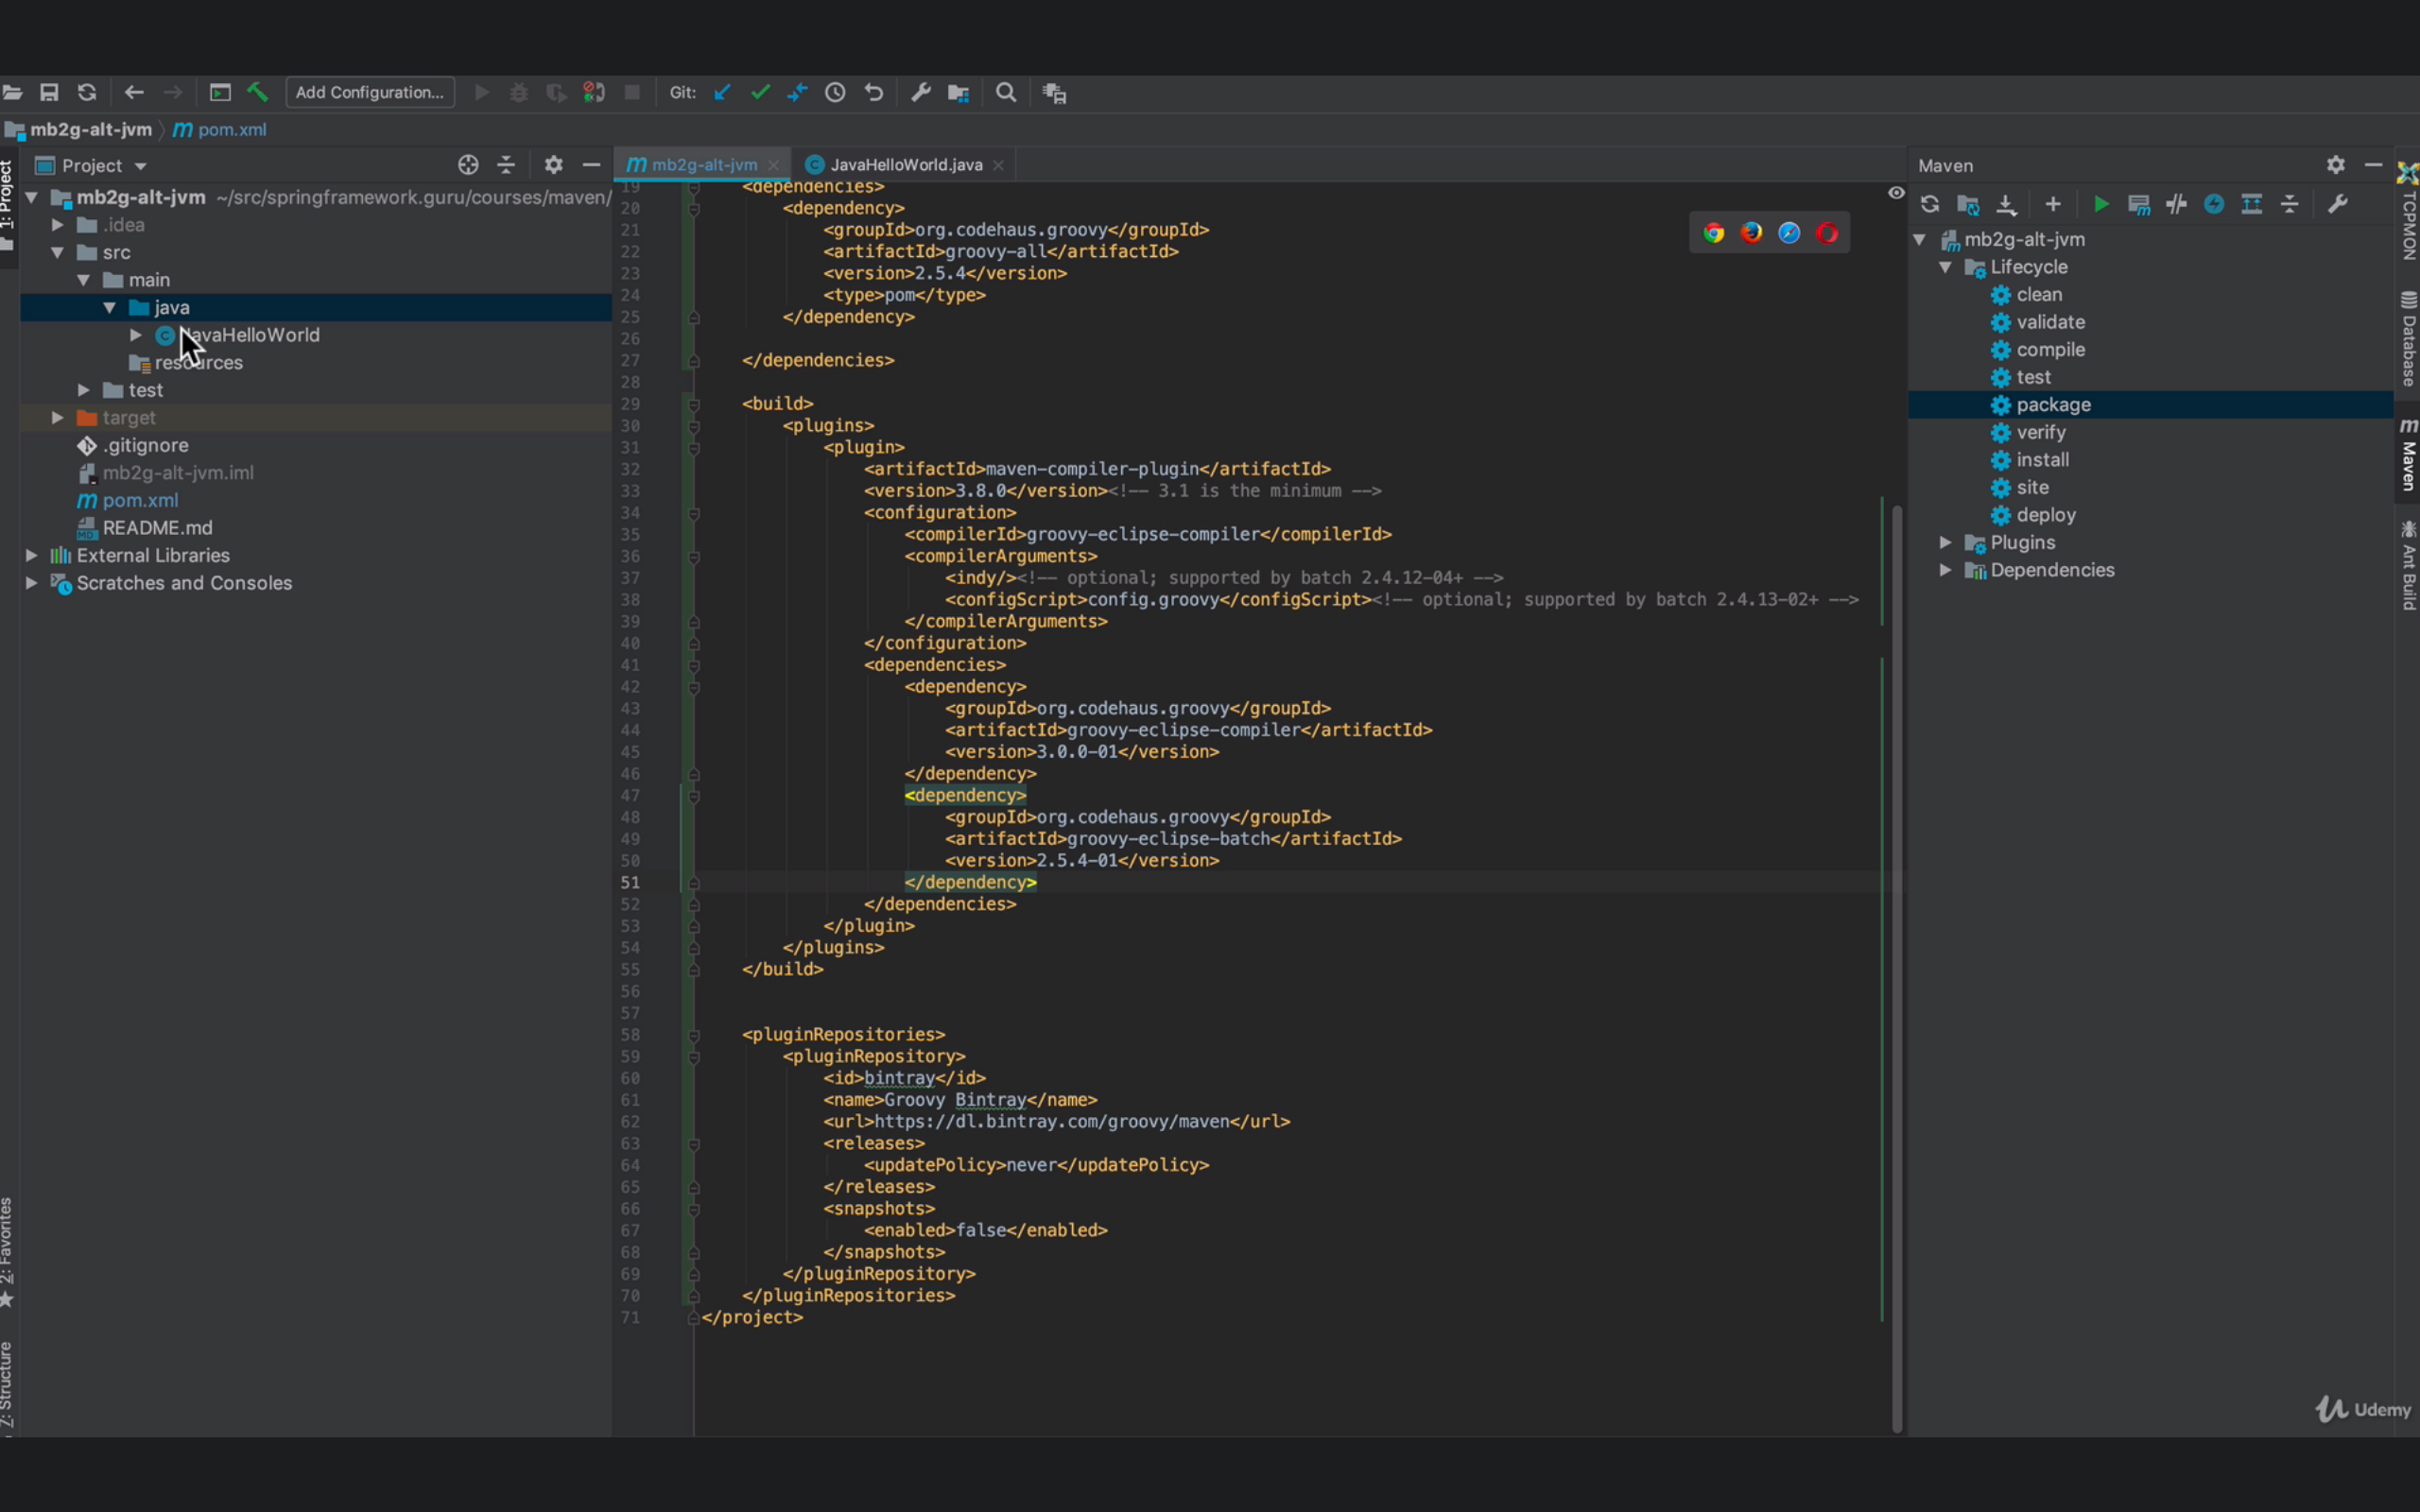 Add Configuration...
Git:
mb2g-alt-jvm
pom.xml
1: Project
Project
mb2g-alt-jvm ~/src/springframework.guru/courses/maven/
.idea
src
main
java
avaHelloWorld
resources
test
target
.gitignore
mb2g-alt-jvm.iml
pom.xml
README.md
External Libraries
Scratches and Consoles
2: Favorites
7: Structure
mb2g-alt-jvm
JavaHelloWorld.java
19 <dependencies>
20 <dependency>
21 <groupId>org.codehaus.groovy</groupId>
22 <artifactId>groovy-all</artifactId>
23 <version>2.5.4</version>
24 <type>pom</type>
25 </dependency>
26
27 </dependencies>
28
29 <build>
30 <plugins>
31 <plugin>
32 <artifactId>maven-compiler-plugin</artifactId>
33 <version>3.8.0</version><!-- 3.1 is the minimum -->
34 <configuration>
35 <compilerId>groovy-eclipse-compiler</compilerId>
36 <compilerArguments>
37 <indy/><!-- optional; supported by batch 2.4.12-04+ -->
38 <configScript>config.groovy</configScript><!-- optional; supported by batch 2.4.13-02+ -->
39 </compilerArguments>
40 </configuration>
41 <dependencies>
42 <dependency>
43 <groupId>org.codehaus.groovy</groupId>
44 <artifactId>groovy-eclipse-compiler</artifactId>
45 <version>3.0.0-01</version>
46 </dependency>
47 <dependency>
48 <groupId>org.codehaus.groovy</groupId>
49 <artifactId>groovy-eclipse-batch</artifactId>
50 <version>2.5.4-01</version>
51 </dependency>
52 </dependencies>
53 </plugin>
54 </plugins>
55 </build>
56
57
58 <pluginRepositories>
59 <pluginRepository>
60 <id>bintray</id>
61 <name>Groovy Bintray</name>
62 <url>https://dl.bintray.com/groovy/maven</url>
63 <releases>
64 <updatePolicy>never</updatePolicy>
65 </releases>
66 <snapshots>
67 <enabled>false</enabled>
68 </snapshots>
69 </pluginRepository>
70 </pluginRepositories>
71 </project>
Maven
mb2g-alt-jvm
Lifecycle
clean
validate
compile
test
package
verify
install
site
deploy
Plugins
Dependencies
TCPMON
Database
Maven
Ant Build
Udemy